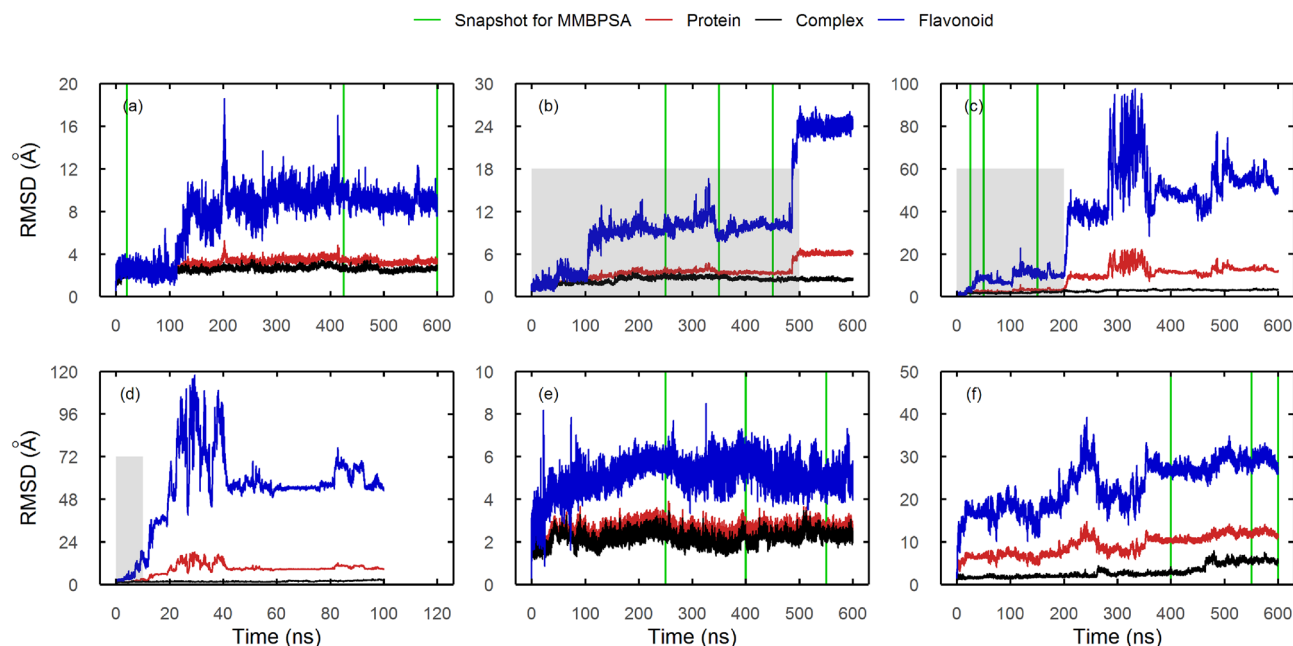 Snapshot for MMBPSA Protein Complex Flavonoid
RMSD (Å)
(a)
20
16
12
8
4
0
0 100 200 300 400 500 600
(b)
30
24
18
12
6
0
0 100 200 300 400 500 600
(c)
100
80
60
40
20
0
0 100 200 300 400 500 600
RMSD (Å)
(d)
120
96
72
48
24
0
0 20 40 60 80 100 120
Time (ns)
(e)
10
8
6
4
2
0
0 100 200 300 400 500 600
Time (ns)
(f)
50
40
30
20
10
0
0 100 200 300 400 500 600
Time (ns)